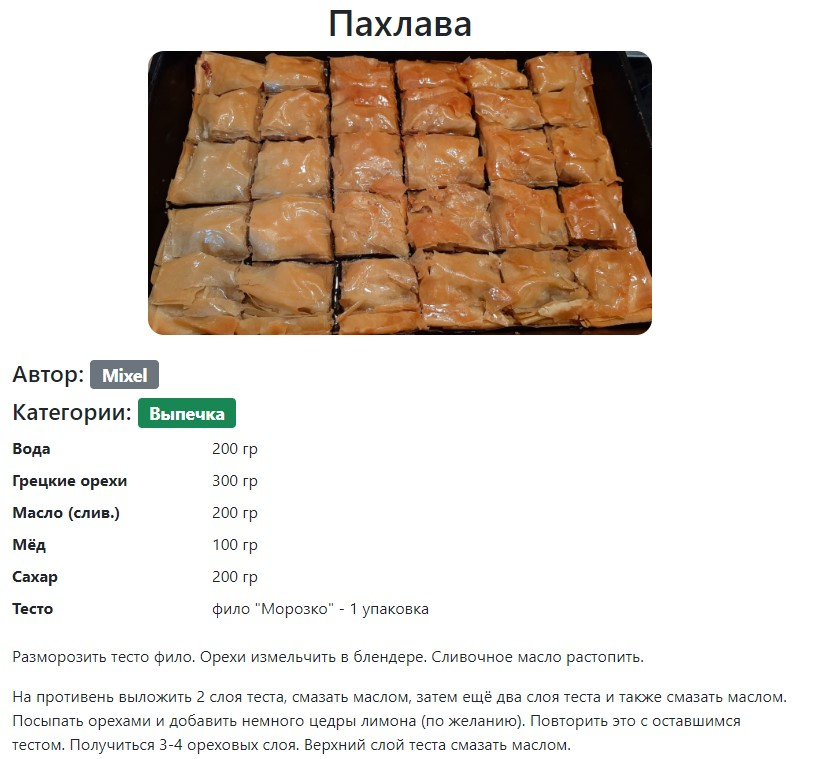 Пахлава
Автор: Mixel
Категории: Выпечка
Вода 200 гр
Грецкие орехи 300 гр
Масло (слив.) 200 гр
Мёд 100 гр
Сахар 200 гр
Тесто фило "Морозко" - 1 упаковка
Разморозить тесто фило. Орехи измельчить в блендере. Сливочное масло растопить.
На противень выложить 2 слоя теста, смазать маслом, затем ещё два слоя теста и также смазать маслом.
Посыпать орехами и добавить немного цедры лимона (по желанию). Повторить это с оставшимся
тестом. Получиться 3-4 ореховых слоя. Верхний слой теста смазать маслом.